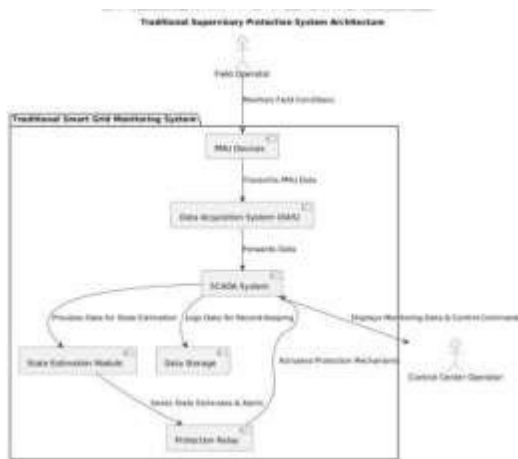 Traditional Supervisory Protection System Architecture
Field Operator
Monitors Field Conditions
Traditional Smart Grid Monitoring System
PMU Devices
Transmits PMU Data
Data Acquisition System (DAS)
Forwards Data
SCADA System
Provides Data for State Estimation
Logs Data for Record-keeping
Displays Monitoring Data & Control Commands
State Estimation Module
Data Storage
Activates Protection Mechanisms
Control Center Operator
Sends State Estimates & Alerts
Protection Relay